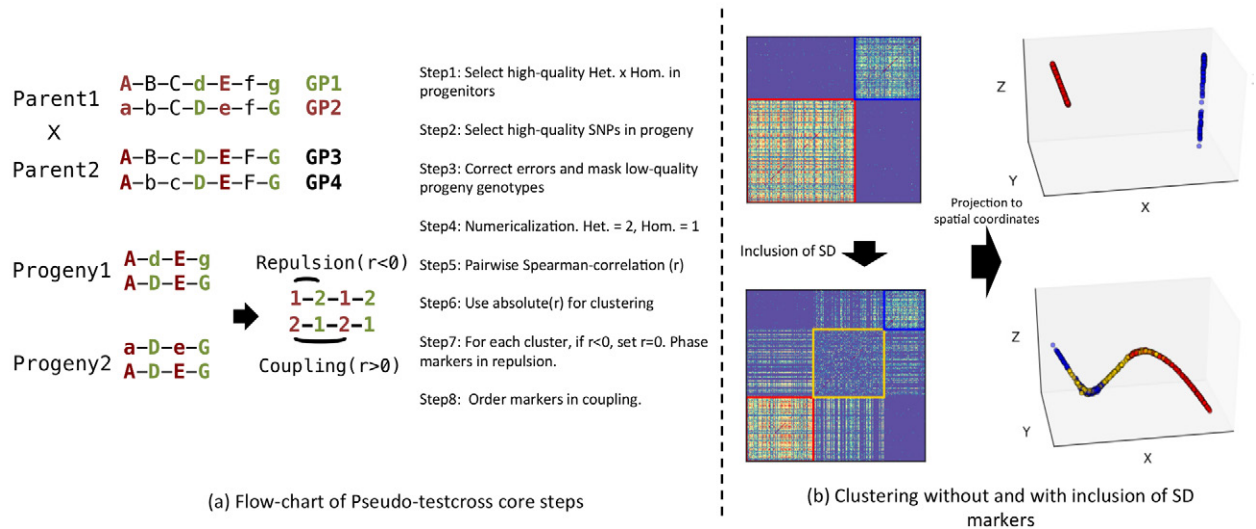 Parent1
X
Parent2
A-B-C-d-E-f-g GP1
a-b-C-D-e-f-G GP2
A-B-c-D-E-F-G GP3
A-b-c-D-E-F-G GP4
Progeny1
A-d-E-g
A-D-E-G
Progeny2
a-D-e-G
A-D-E-G
Repulsion(r<0)
1-2-1-2
2-1-2-1
Coupling(r>0)
Step1: Select high-quality Het. x Hom. in
progenitors
Step2: Select high-quality SNPs in progeny
Step3: Correct errors and mask low-quality
progeny genotypes
Step4: Numericalization. Het. = 2, Hom. = 1
Step5: Pairwise Spearman-correlation (r)
Step6: Use absolute(r) for clustering
Step7: For each cluster, if r<0, set r=0. Phase
markers in repulsion.
Step8: Order markers in coupling.
(a) Flow-chart of Pseudo-testcross core steps
Inclusion of SD
Projection to
spatial coordinates
Z
Y
X
Z
Y
X
(b) Clustering without and with inclusion of SD
markers